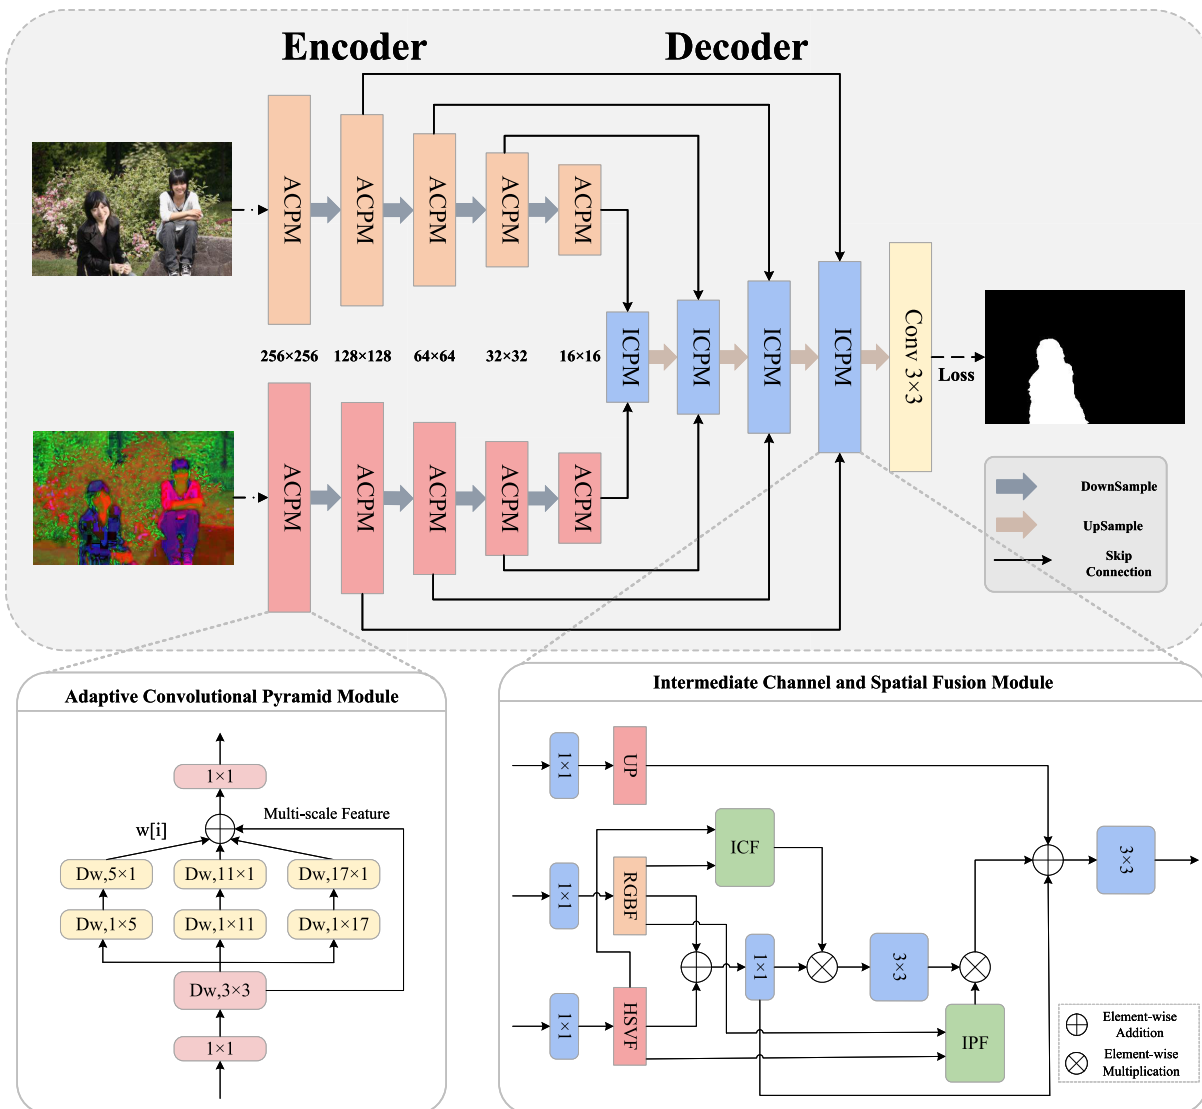 Encoder
Decoder
ACPM
ACPM
ACPM
ACPM
ACPM
256×256
128×128
64×64
32×32
16×16
ICPM
ICPM
ICPM
ICPM
Conv 3×3
Loss
ACPM
ACPM
ACPM
ACPM
ACPM
DownSample
UpSample
Skip
Connection
Adaptive Convolutional Pyramid Module
1×1
Multi-scale Feature
w[i]
Dw,5×1
Dw,11×1
Dw,17×1
Dw,1×5
Dw,1×11
Dw,1×17
Dw,3×3
1×1
Intermediate Channel and Spatial Fusion Module
1×1
UP
ICF
1×1
RGBF
3×3
1×1
3×3
1×1
HSVF
IPF
Element-wise
Addition
Element-wise
Multiplication